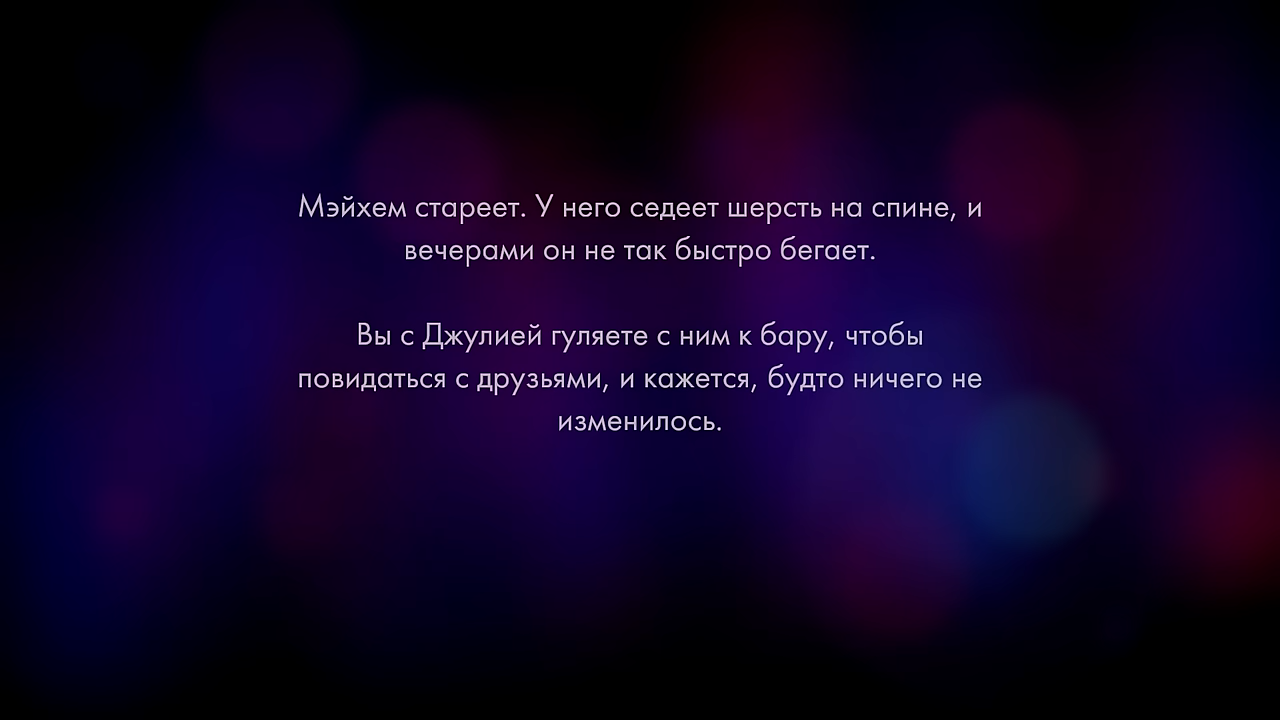 Мэйхем стареет. У него седеет шерсть на спине, и
вечерами он не так быстро бегает.
Вы с Джулией гуляете с ним к бару, чтобы
повидаться с друзьями, и кажется, будто ничего не
изменилось.